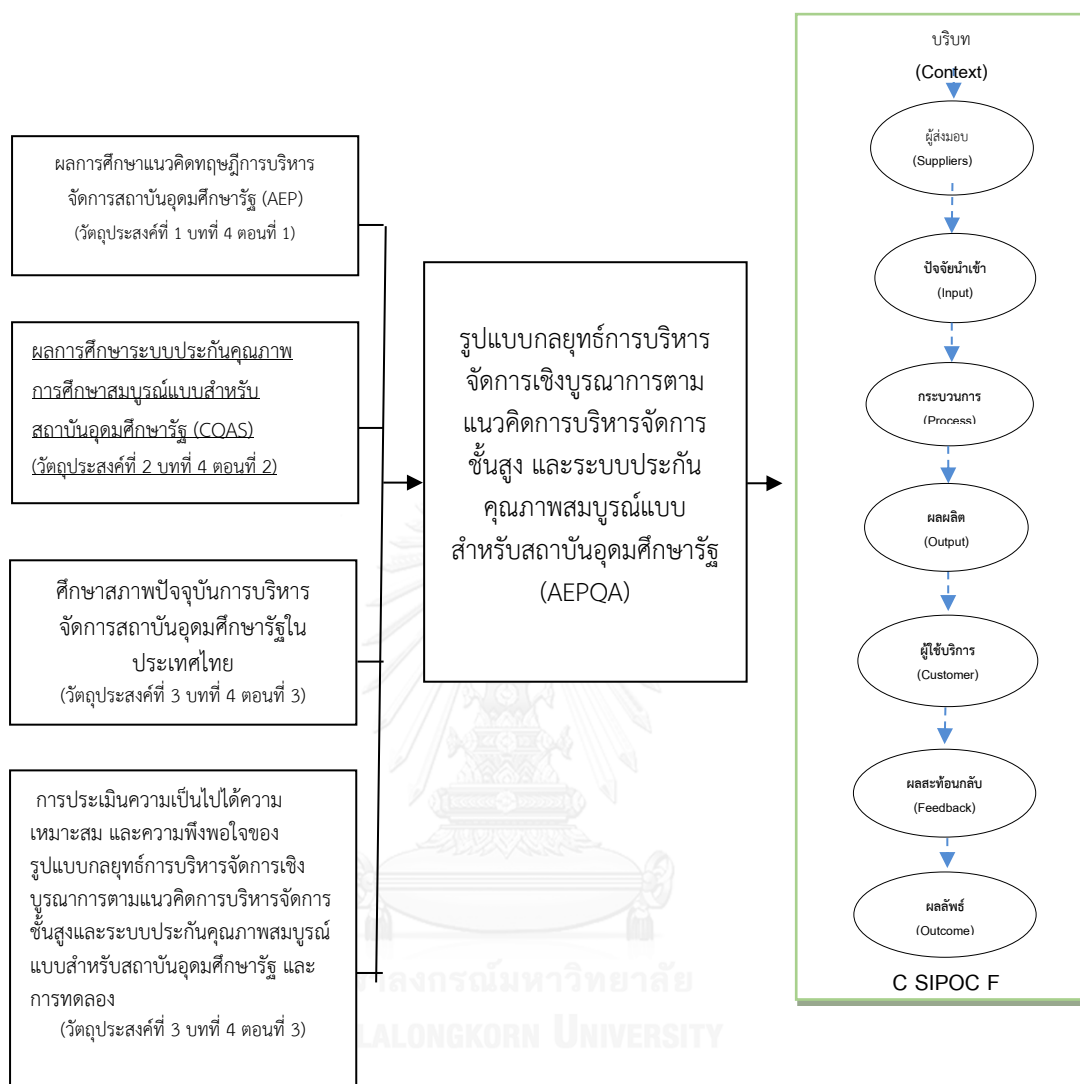 ผลการศึกษาแนวคิดทฤษฎีการบริหาร
จัดการสถาบันอุดมศึกษารัฐ (AEP)
(วัตถุประสงค์ที่ 1 บทที่ 4 ตอนที่ 1)
ผลการศึกษาระบบประกันคุณภาพ
การศึกษาสมบูรณ์แบบสำหรับ
สถาบันอุดมศึกษารัฐ (CQAS)
(วัตถุประสงค์ที่ 2 บทที่ 4 ตอนที่ 2)
ศึกษาสภาพปัจจุบันการบริหาร
จัดการสถาบันอุดมศึกษารัฐใน
ประเทศไทย
(วัตถุประสงค์ที่ 3 บทที่ 4 ตอนที่ 3)
การประเมินความเป็นไปได้ความ
เหมาะสม และความพึงพอใจของ
รูปแบบกลยุทธ์การบริหารจัดการเชิง
บูรณาการตามแนวคิดการบริหารจัดการ
ชั้นสูงและระบบประกันคุณภาพสมบูรณ์
แบบสำหรับสถาบันอุดมศึกษารัฐ และ
การทดลอง
(วัตถุประสงค์ที่ 3 บทที่ 4 ตอนที่ 3)
รูปแบบกลยุทธ์การบริหาร
จัดการเชิงบูรณาการตาม
แนวคิดการบริหารจัดการ
ชั้นสูง และระบบประกัน
คุณภาพสมบูรณ์แบบ
สำหรับสถาบันอุดมศึกษารัฐ
(AEPQA)
บริบท
(Context)
ผู้ส่งมอบ
(Suppliers)
ปัจจัยนำเข้า
(Input)
กระบวนการ
(Process)
ผลผลิต
(Output)
ผู้ใช้บริการ
(Customer)
ผลสะท้อนกลับ
(Feedback)
ผลลัพธ์
(Outcome)
C SIPOC F
าลงกรณ์มหาวิทยาลัย
LALONGKORN UNIVERSITY